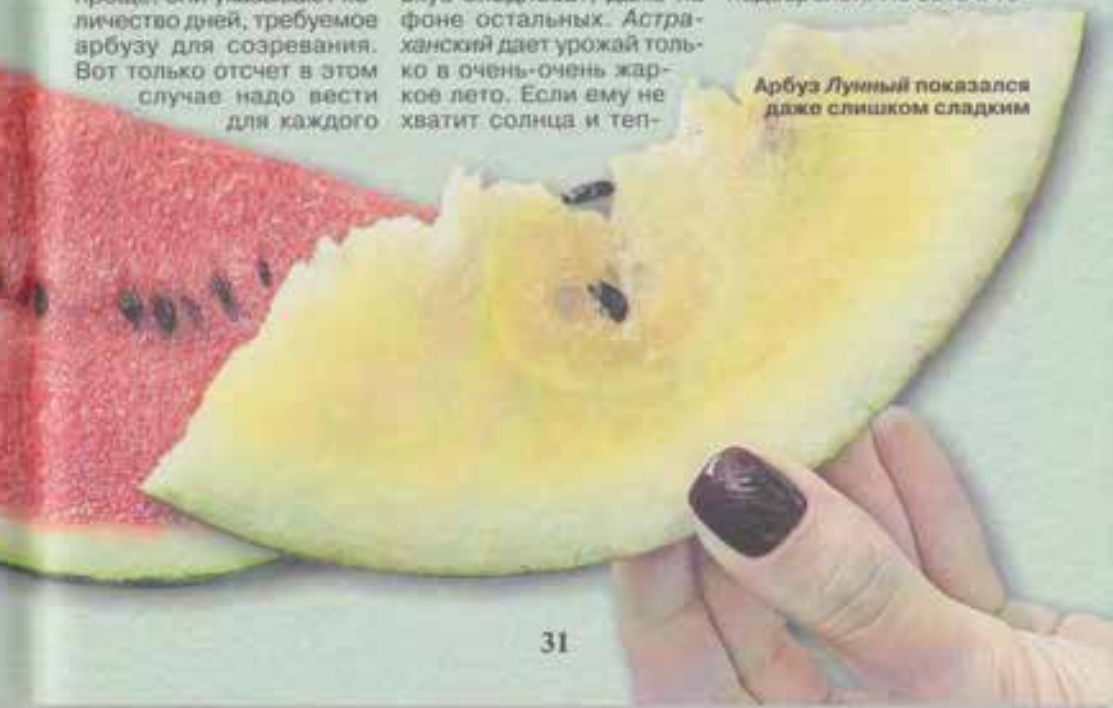 личество дней, требуемое
арбузу для созревания.
Вот только отсчет в этом
случае надо вести
для каждого
фоне остальных. Астра-
ханский дает урожай толь-
ко в очень-очень жар-
кое лето. Если ему не
хватит солнца и теп-
Арбуз Лунный показался
даже слишком сладким
31